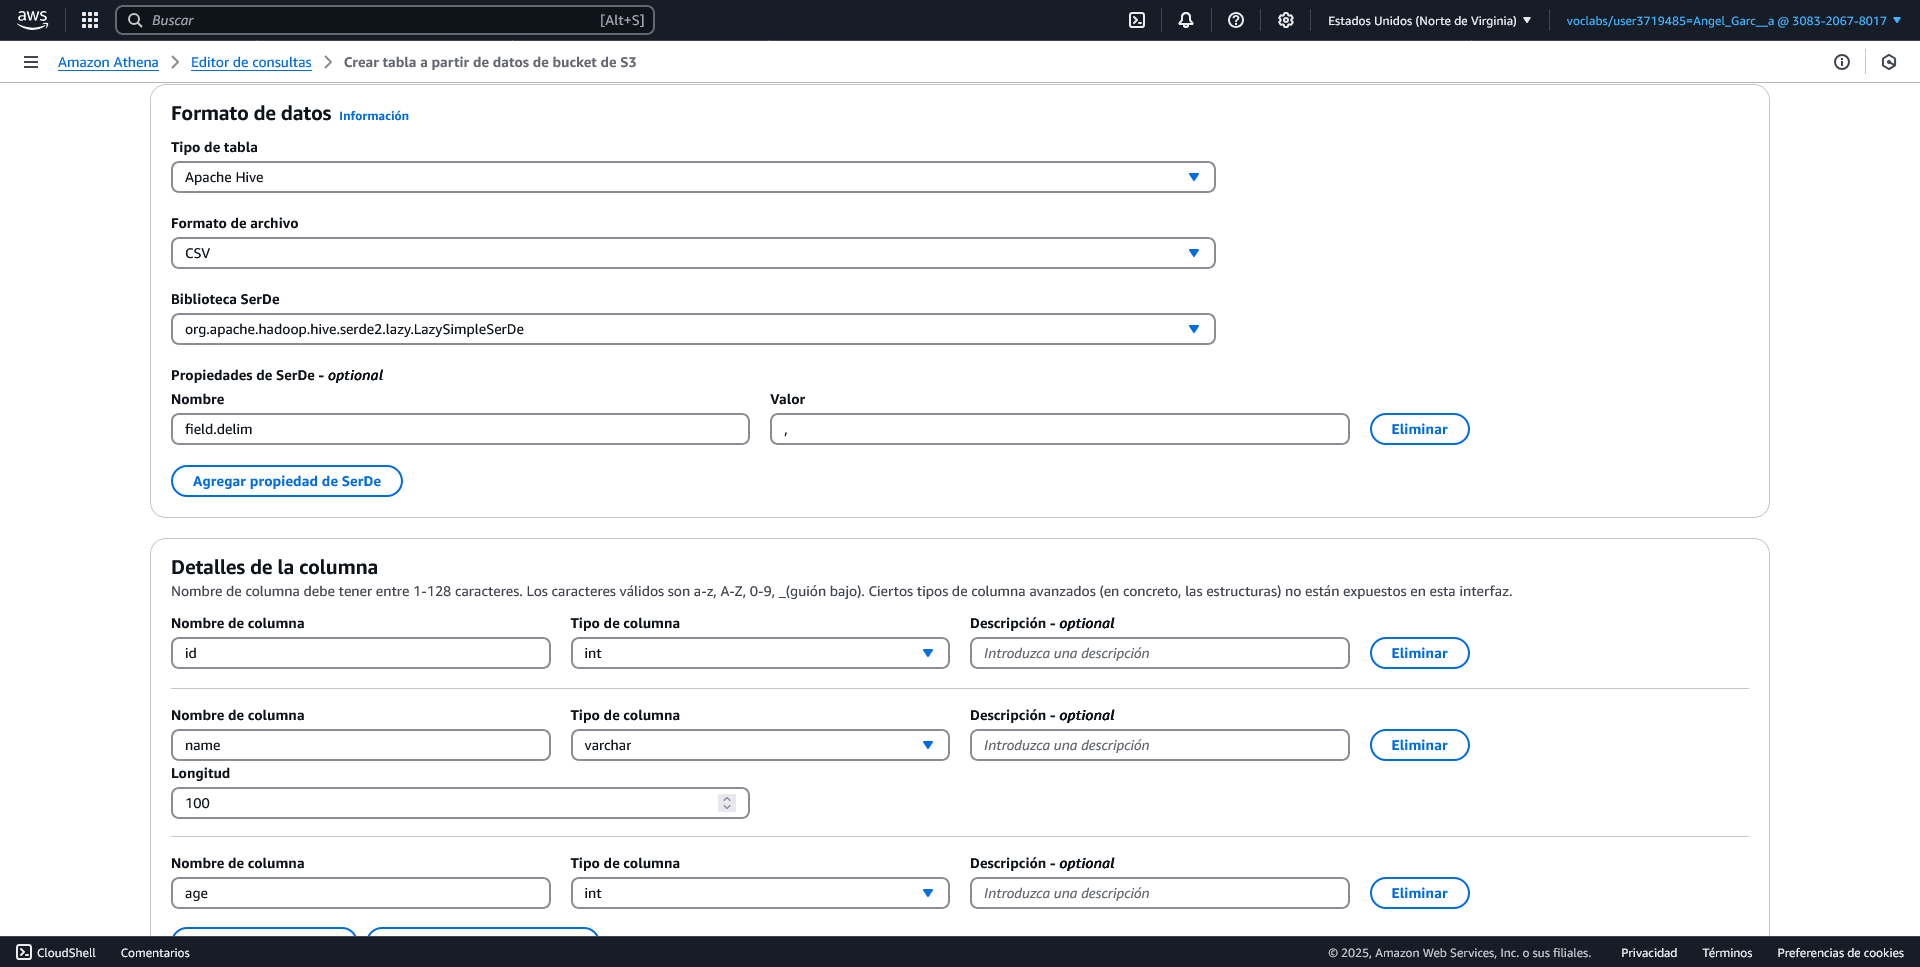 aws
Buscar [Alt+S]
Estados Unidos (Norte de Virginia)
voclabs/user3719485=Angel_Garc__a @ 3083-2067-8017
Amazon Athena
Editor de consultas
Crear tabla a partir de datos de bucket de S3
Formato de datos Información
Tipo de tabla
Apache Hive
Formato de archivo
CSV
Biblioteca SerDe
org.apache.hadoop.hive.serde2.lazy.LazySimpleSerDe
Propiedades de SerDe - optional
Nombre Valor
field.delim , Eliminar
Agregar propiedad de SerDe
Detalles de la columna
Nombre de columna debe tener entre 1-128 caracteres. Los caracteres válidos son a-z, A-Z, 0-9, _(guión bajo). Ciertos tipos de columna avanzados (en concreto, las estructuras) no están expuestos en esta interfaz.
Nombre de columna Tipo de columna Descripción - optional
id int Introduzca una descripción Eliminar
Nombre de columna Tipo de columna Descripción - optional
name varchar Introduzca una descripción Eliminar
Longitud
100
Nombre de columna Tipo de columna Descripción - optional
age int Introduzca una descripción Eliminar
CloudShell Comentarios © 2025, Amazon Web Services, Inc. o sus filiales. Privacidad Términos Preferencias de cookies